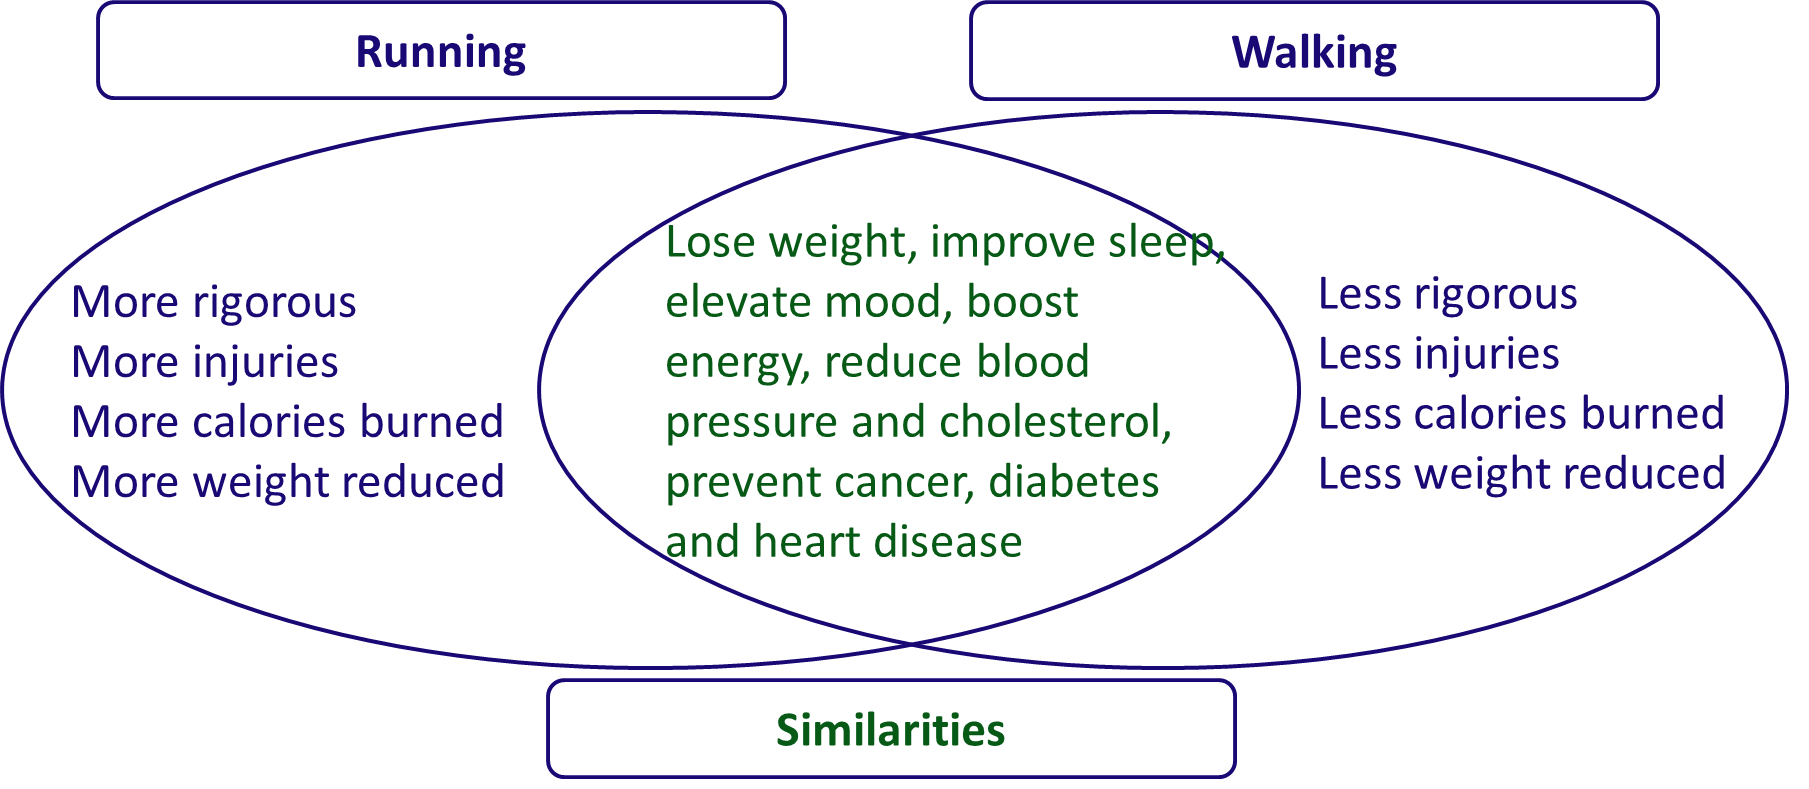 Running
Walking
More rigorous
More injuries
More calories burned
More weight reduced
Lose weight, improve sleep,
elevate mood, boost
energy, reduce blood
pressure and cholesterol,
prevent cancer, diabetes
and heart disease
Less rigorous
Less injuries
Less calories burned
Less weight reduced
Similarities